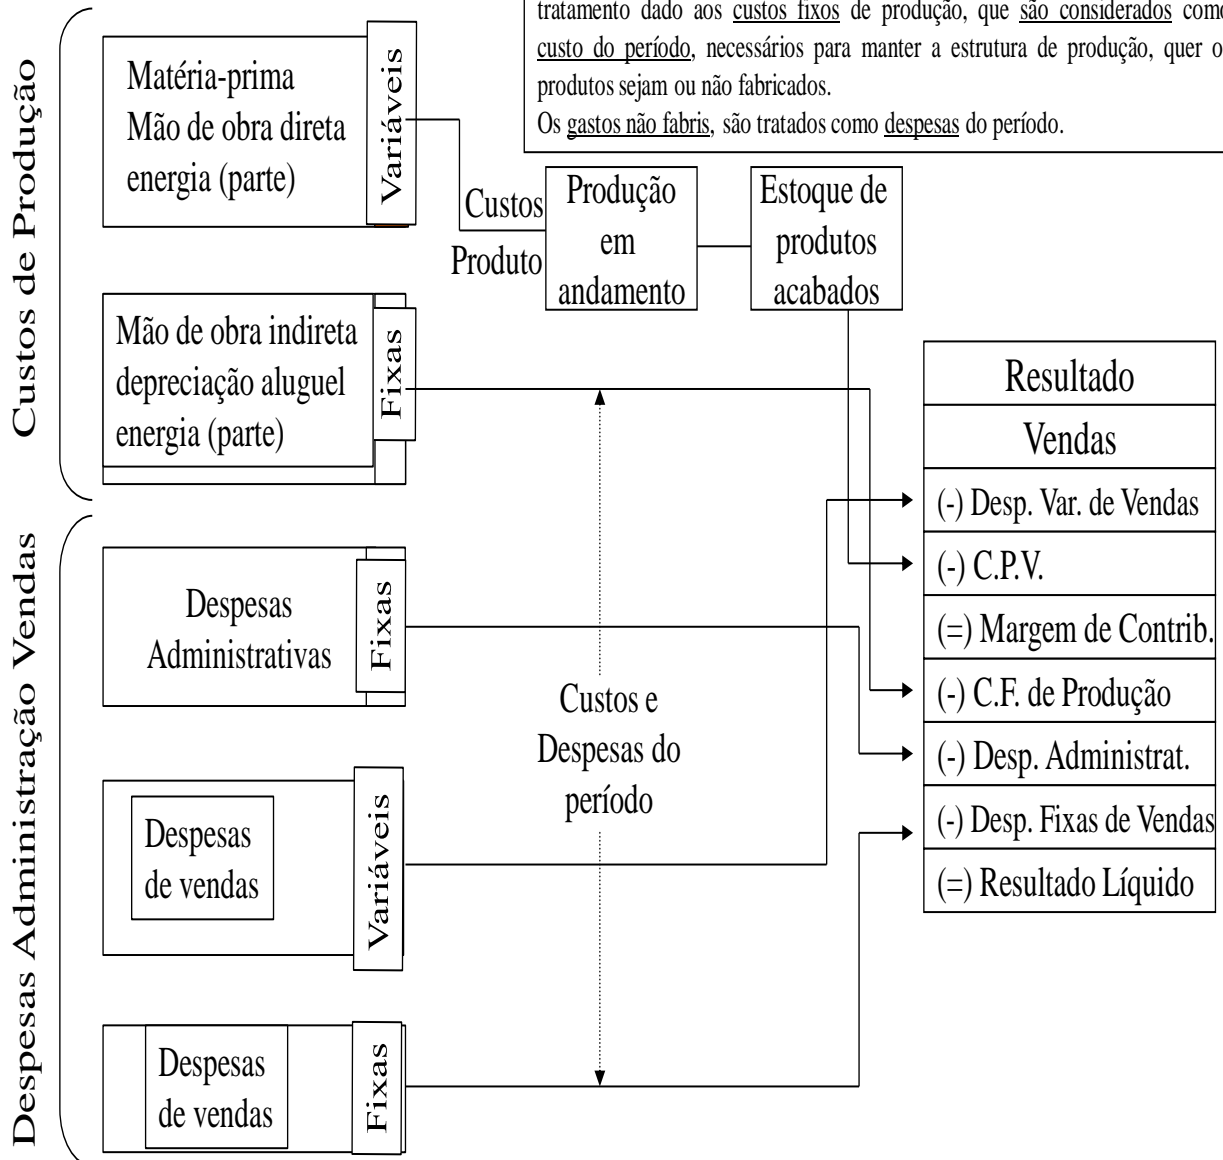 tratamento dado aos custos fixos de produção, que são considerados como
custo do período, necessários para manter a estrutura de produção, quer o
produtos sejam ou não fabricados.
Os gastos não fabris, são tratados como despesas do período.
Custos de Produção
Matéria-prima
Mão de obra direta
energia (parte)
Variáveis
Custos
Produto
Produção
em
andamento
Estoque de
produtos
acabados
Mão de obra indireta
depreciação aluguel
energia (parte)
Fixas
Despesas Administração Vendas
Despesas
Administrativas
Fixas
Custos e
Despesas do
período
Despesas
de vendas
Variáveis
Despesas
de vendas
Fixas
Resultado
Vendas
(-) Desp. Var. de Vendas
(-) C.P.V.
(=) Margem de Contrib.
(-) C.F. de Produção
(-) Desp. Administrat.
(-) Desp. Fixas de Vendas
(=) Resultado Líquido